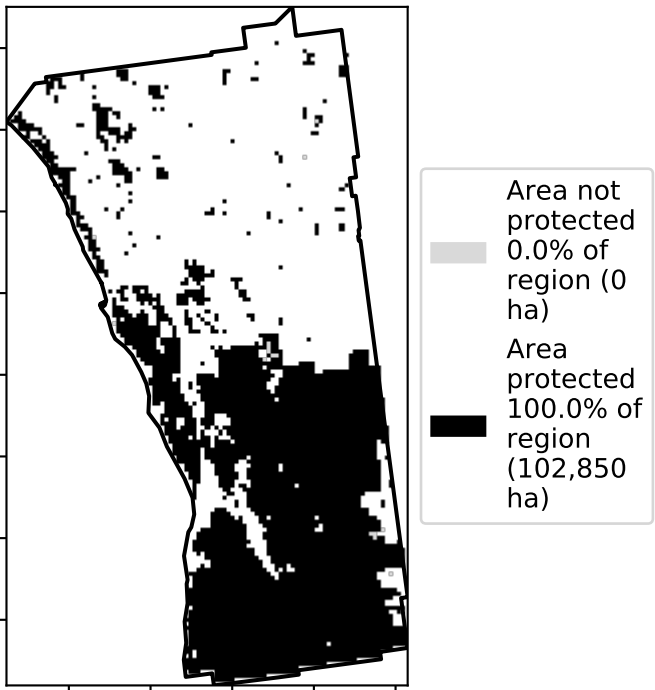 Area not
protected
0.0% of
region (0
ha)
Area
protected
100.0% of
region
(102,850
ha)